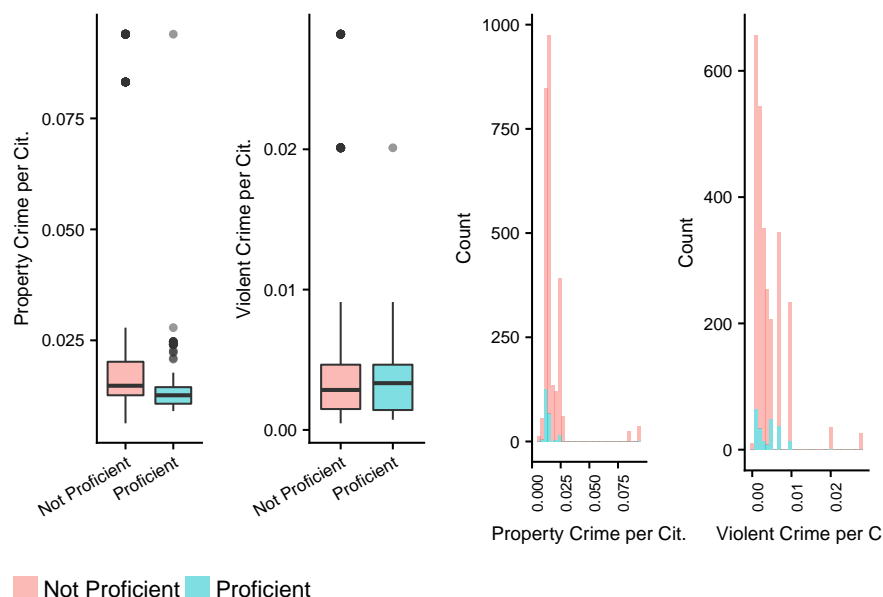 Property Crime per Cit.
0.075
0.050
0.025
Not Proficient
Proficient
Violent Crime per Cit.
0.02
0.01
0.00
Not Proficient
Proficient
Count
1000
750
500
250
0
0.000
0.025
0.050
0.075
Property Crime per Cit.
Count
600
400
200
0
0.00
0.01
0.02
Violent Crime per C
Not Proficient
Proficient